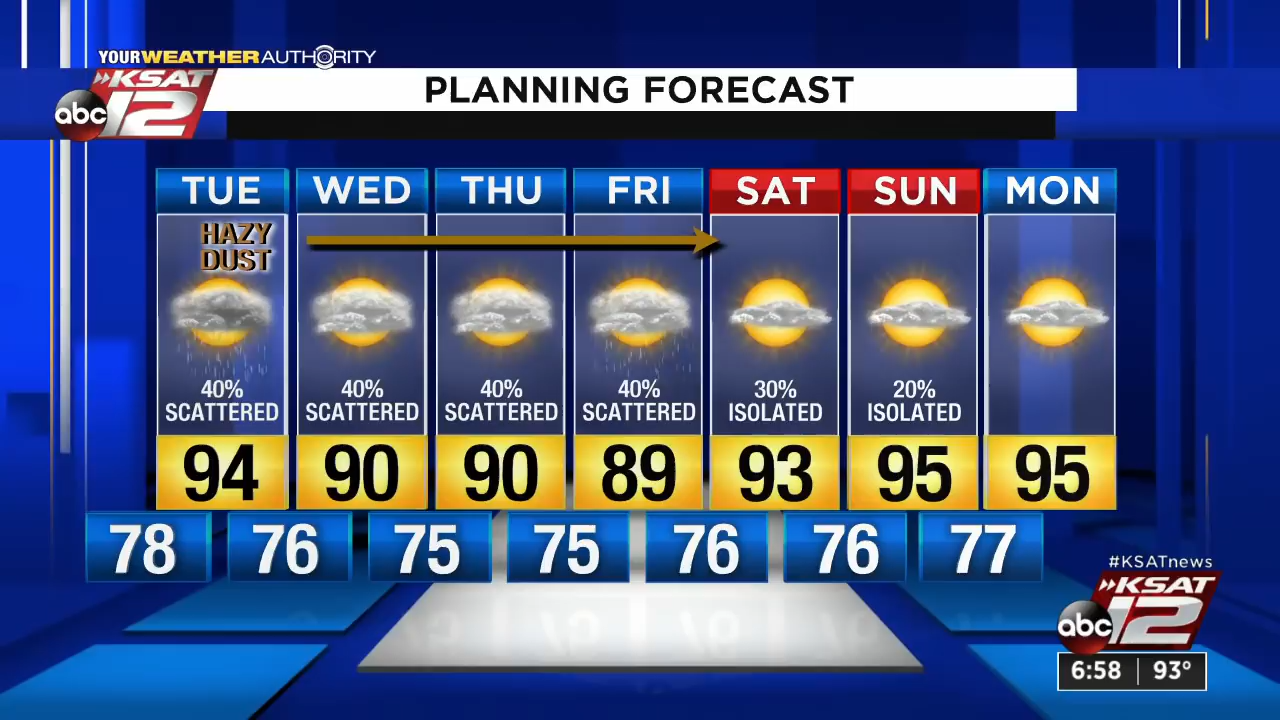 YOURWEATHERAUTHORITY
KSAT
abc 12
PLANNING FORECAST
TUE WED THU FRI SAT SUN MON
HAZY
DUST
40% 40% 40% 40% 30% 20%
SCATTERED SCATTERED SCATTERED SCATTERED ISOLATED ISOLATED
94 90 90 89 93 95 95
78 76 75 75 76 76 77
#KSATnews
KSAT
abc 12
6:58 93°